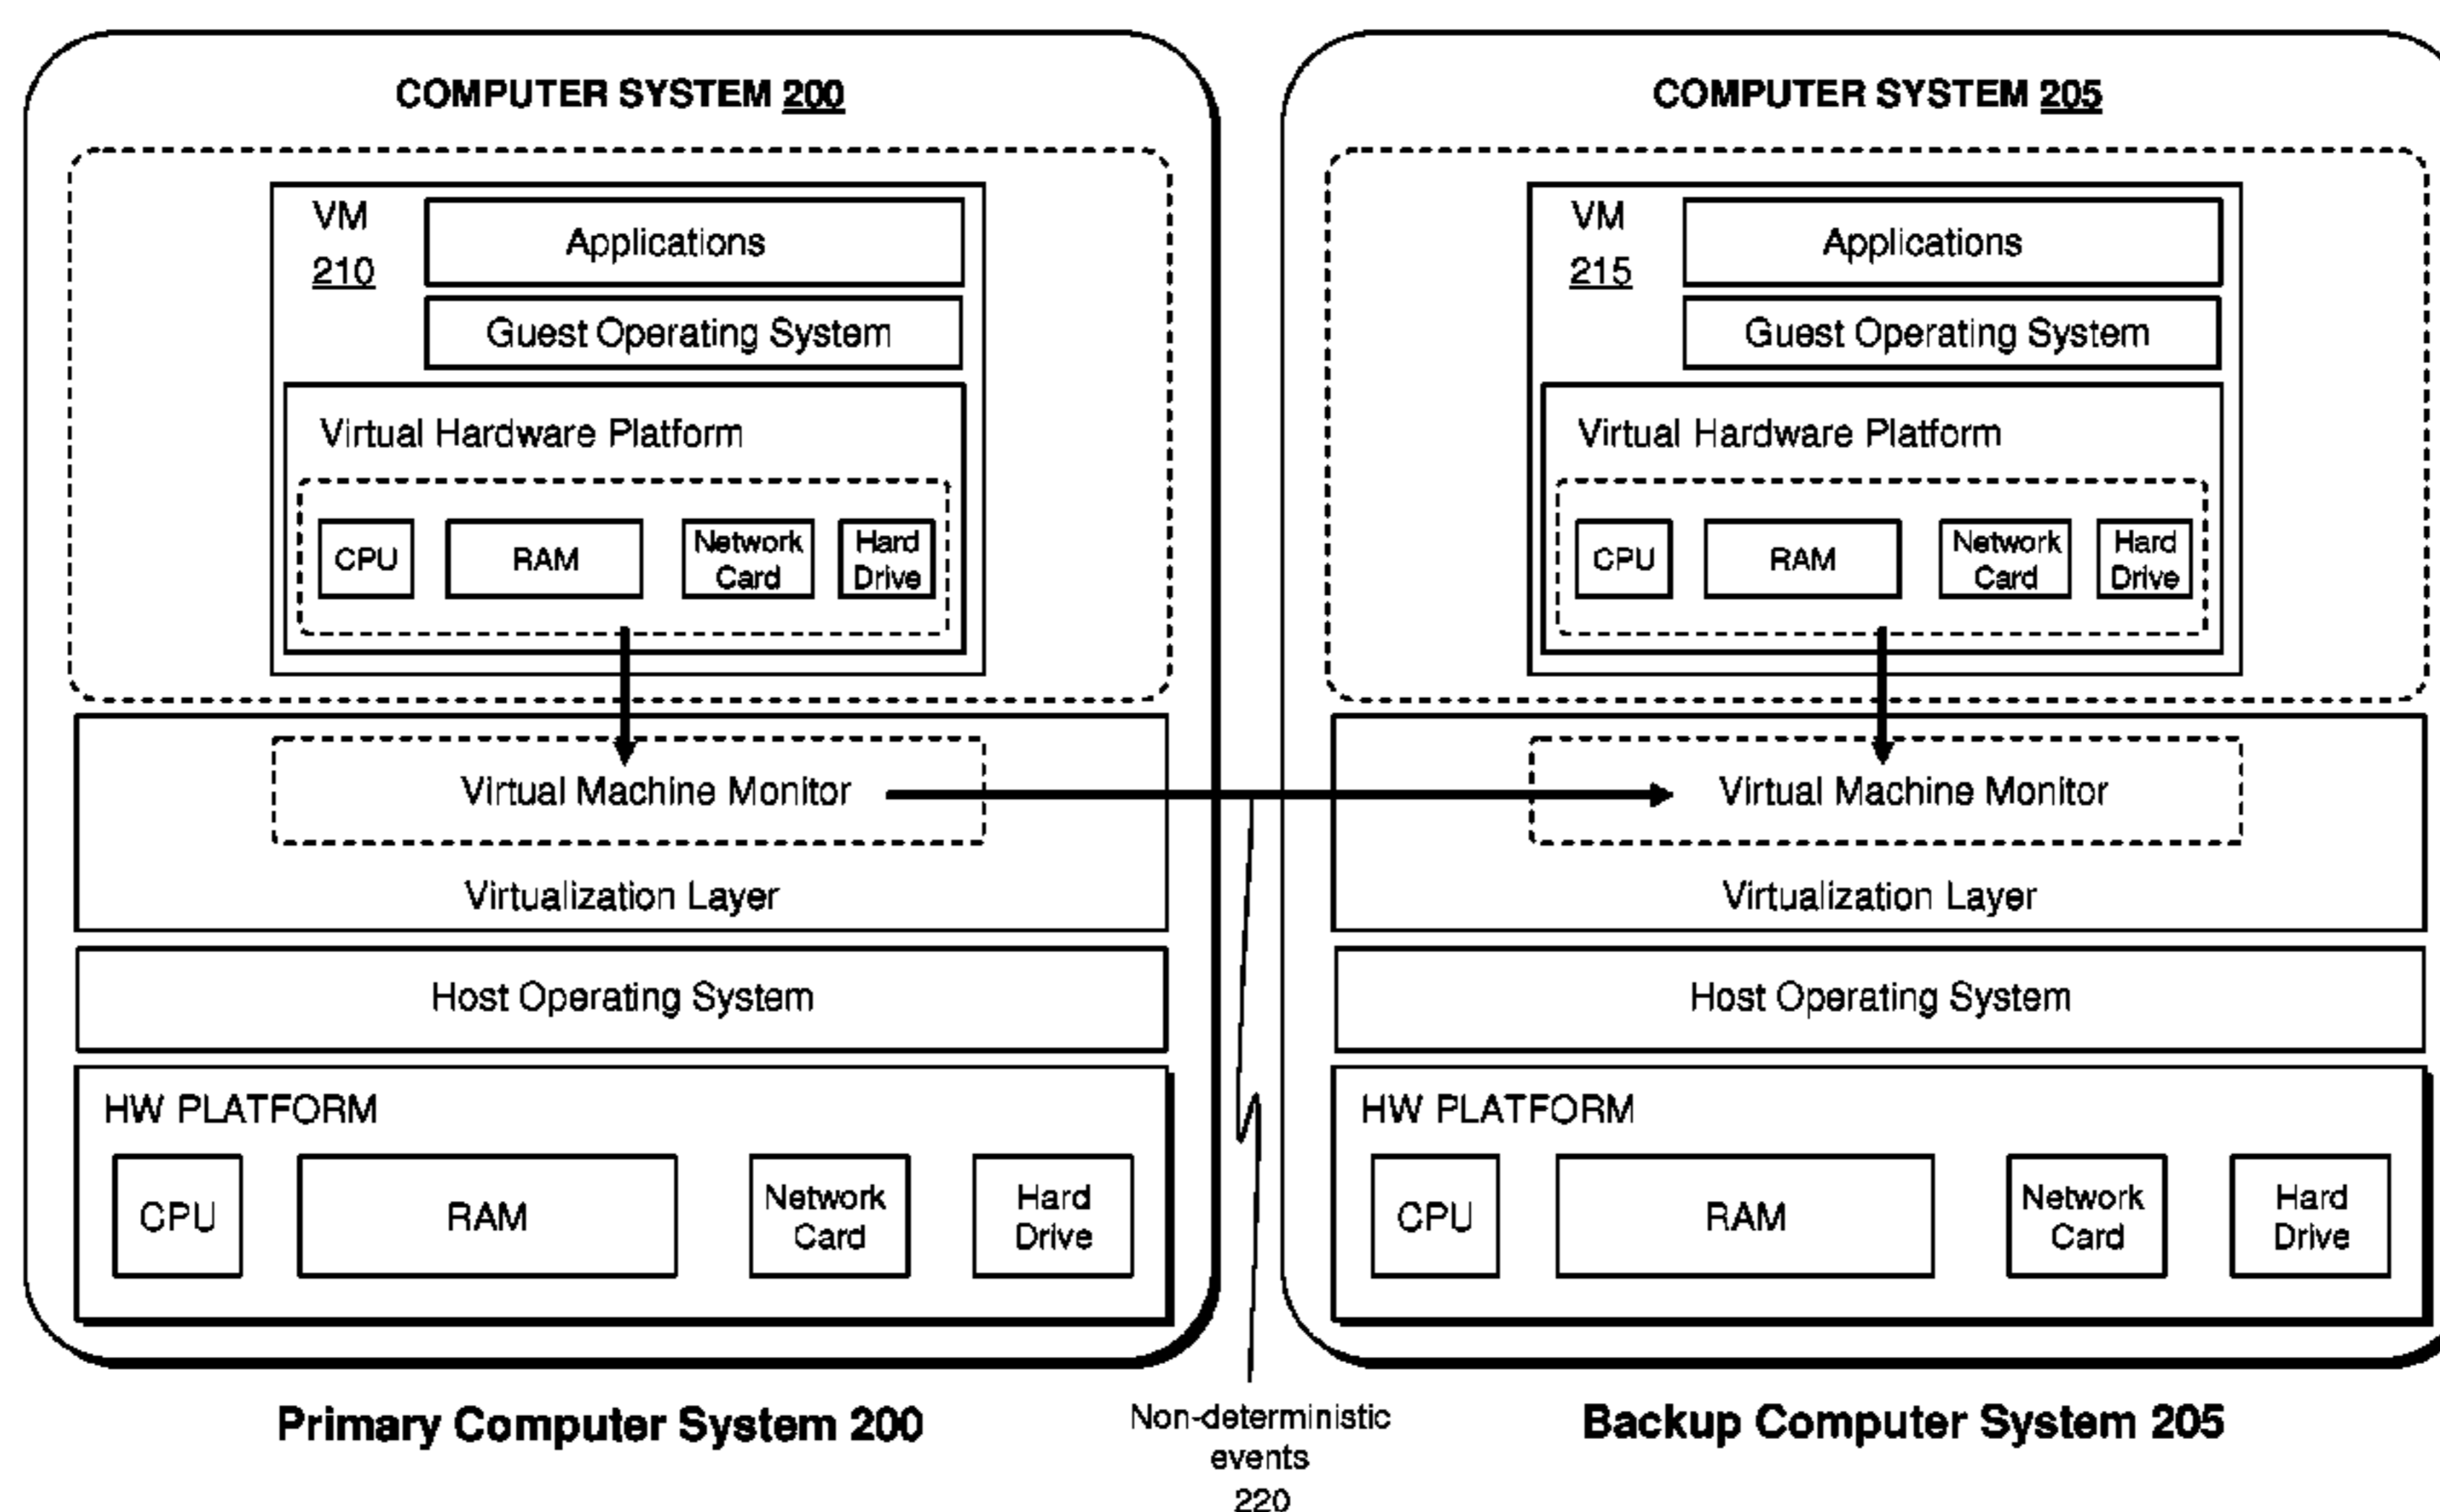 COMPUTER SYSTEM 200
VM
210
Applications
Guest Operating System
Virtual Hardware Platform
CPU
RAM
Network
Card
Hard
Drive
Virtual Machine Monitor
Virtualization Layer
Host Operating System
HW PLATFORM
CPU
RAM
Network
Card
Hard
Drive
Primary Computer System 200
COMPUTER SYSTEM 205
VM
215
Applications
Guest Operating System
Virtual Hardware Platform
CPU
RAM
Network
Card
Hard
Drive
Virtual Machine Monitor
Virtualization Layer
Host Operating System
HW PLATFORM
CPU
RAM
Network
Card
Hard
Drive
Backup Computer System 205
Non-deterministic
events
220